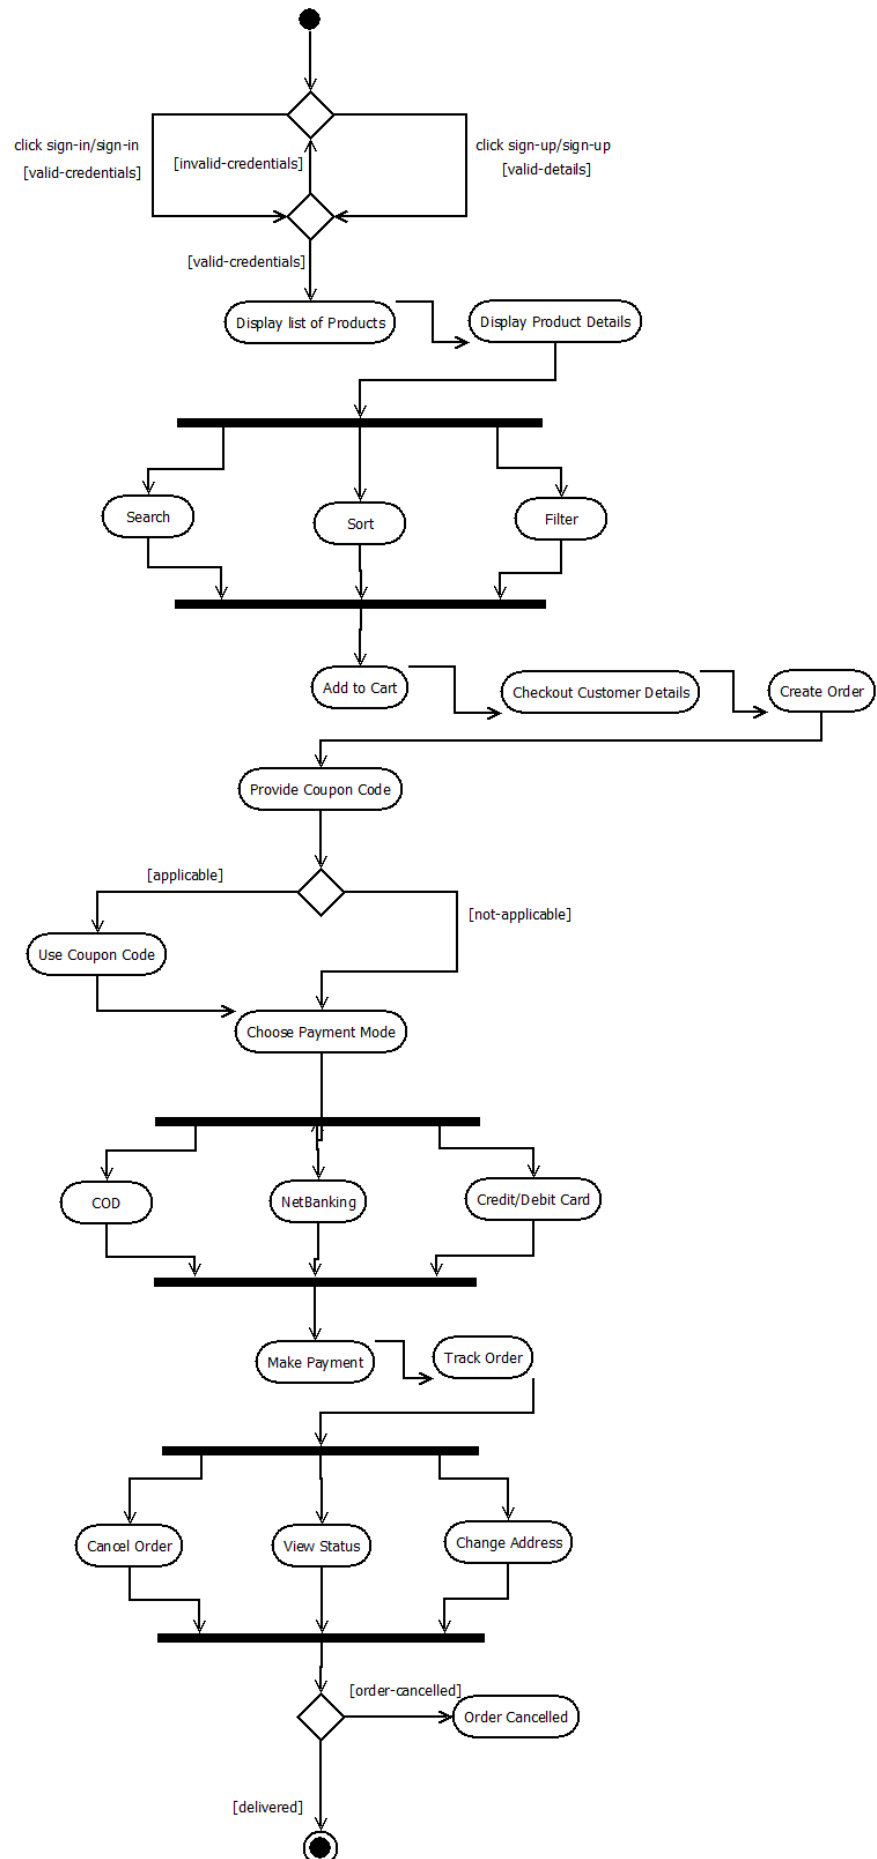 click sign-in/sign-in
[valid-credentials]
[invalid-credentials]
click sign-up/sign-up
[valid-details]
[valid-credentials]
Display list of Products
Display Product Details
Search
Sort
Filter
Add to Cart
Checkout Customer Details
Create Order
Provide Coupon Code
[applicable]
[not-applicable]
Use Coupon Code
Choose Payment Mode
COD
NetBanking
Credit/Debit Card
Make Payment
Track Order
Cancel Order
View Status
Change Address
[order-cancelled]
Order Cancelled
[delivered]